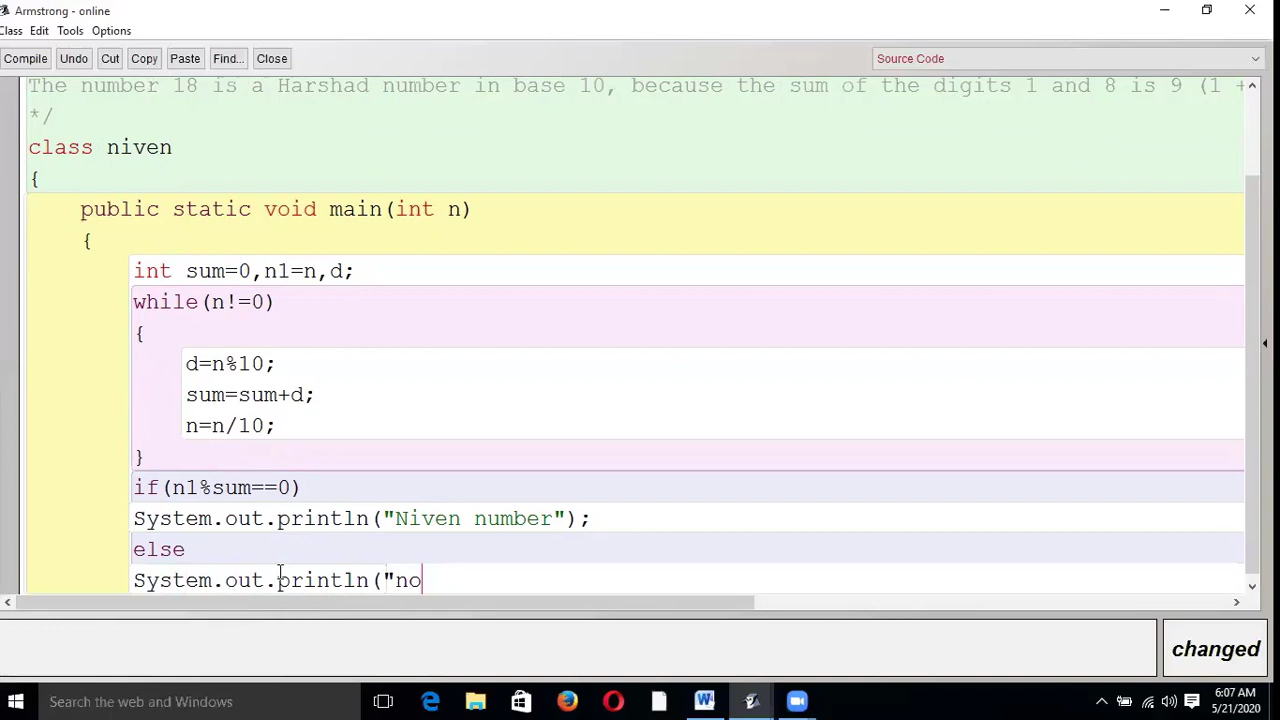 Armstrong - online
Class Edit Tools Options
Compile Undo Cut Copy Paste Find... Close Source Code
The number 18 is a Harshad number in base 10, because the sum of the digits 1 and 8 is 9 (1 +
*/
class niven
{
public static void main(int n)
{
int sum=0,n1=n,d;
while(n!=0)
{
d=n%10;
sum=sum+d;
n=n/10;
}
if(n1%sum==0)
System.out.println("Niven number");
else
System.out.println("no
changed
Search the web and Windows
6:07 AM
5/21/2020